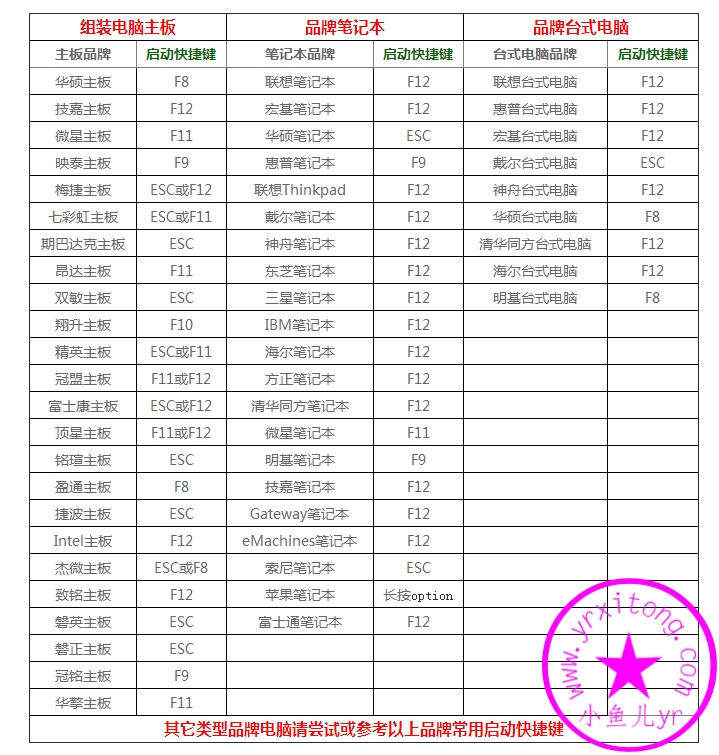 组装电脑主板 品牌笔记本 品牌台式电脑
主板品牌 启动快捷键 笔记本品牌 启动快捷键 台式电脑品牌 启动快捷键
华硕主板 F8 联想笔记本 F12 联想台式电脑 F12
技嘉主板 F12 宏基笔记本 F12 惠普台式电脑 F12
微星主板 F11 华硕笔记本 ESC 宏基台式电脑 F12
映泰主板 F9 惠普笔记本 F9 戴尔台式电脑 ESC
梅捷主板 ESC或F12 联想Thinkpad F12 神舟台式电脑 F12
七彩虹主板 ESC或F11 戴尔笔记本 F12 华硕台式电脑 F8
期巴达克主板 ESC 神舟笔记本 F12 清华同方台式电脑 F12
昂达主板 F11 东芝笔记本 F12 海尔台式电脑 F12
双敏主板 ESC 三星笔记本 F12 明基台式电脑 F8
翔升主板 F10 IBM笔记本 F12
精英主板 ESC或F11 海尔笔记本 F12
冠盟主板 F11或F12 方正笔记本 F12
富士康主板 ESC或F12 清华同方笔记本 F12
顶星主板 F11或F12 微星笔记本 F11
铭瑄主板 ESC 明基笔记本 F9
盈通主板 F8 技嘉笔记本 F12
捷波主板 ESC Gateway笔记本 F12
Intel主板 F12 eMachines笔记本 F12
杰微主板 ESC或F8 索尼笔记本 ESC
致铭主板 F12 苹果笔记本 长按option
磐英主板 ESC 富士通笔记本 F12
磐正主板 ESC
冠铭主板 F9
华擎主板 F11
其它类型品牌电脑请尝试或参考以上品牌常用启动快捷键
www.yrxitong.com
小鱼儿yr